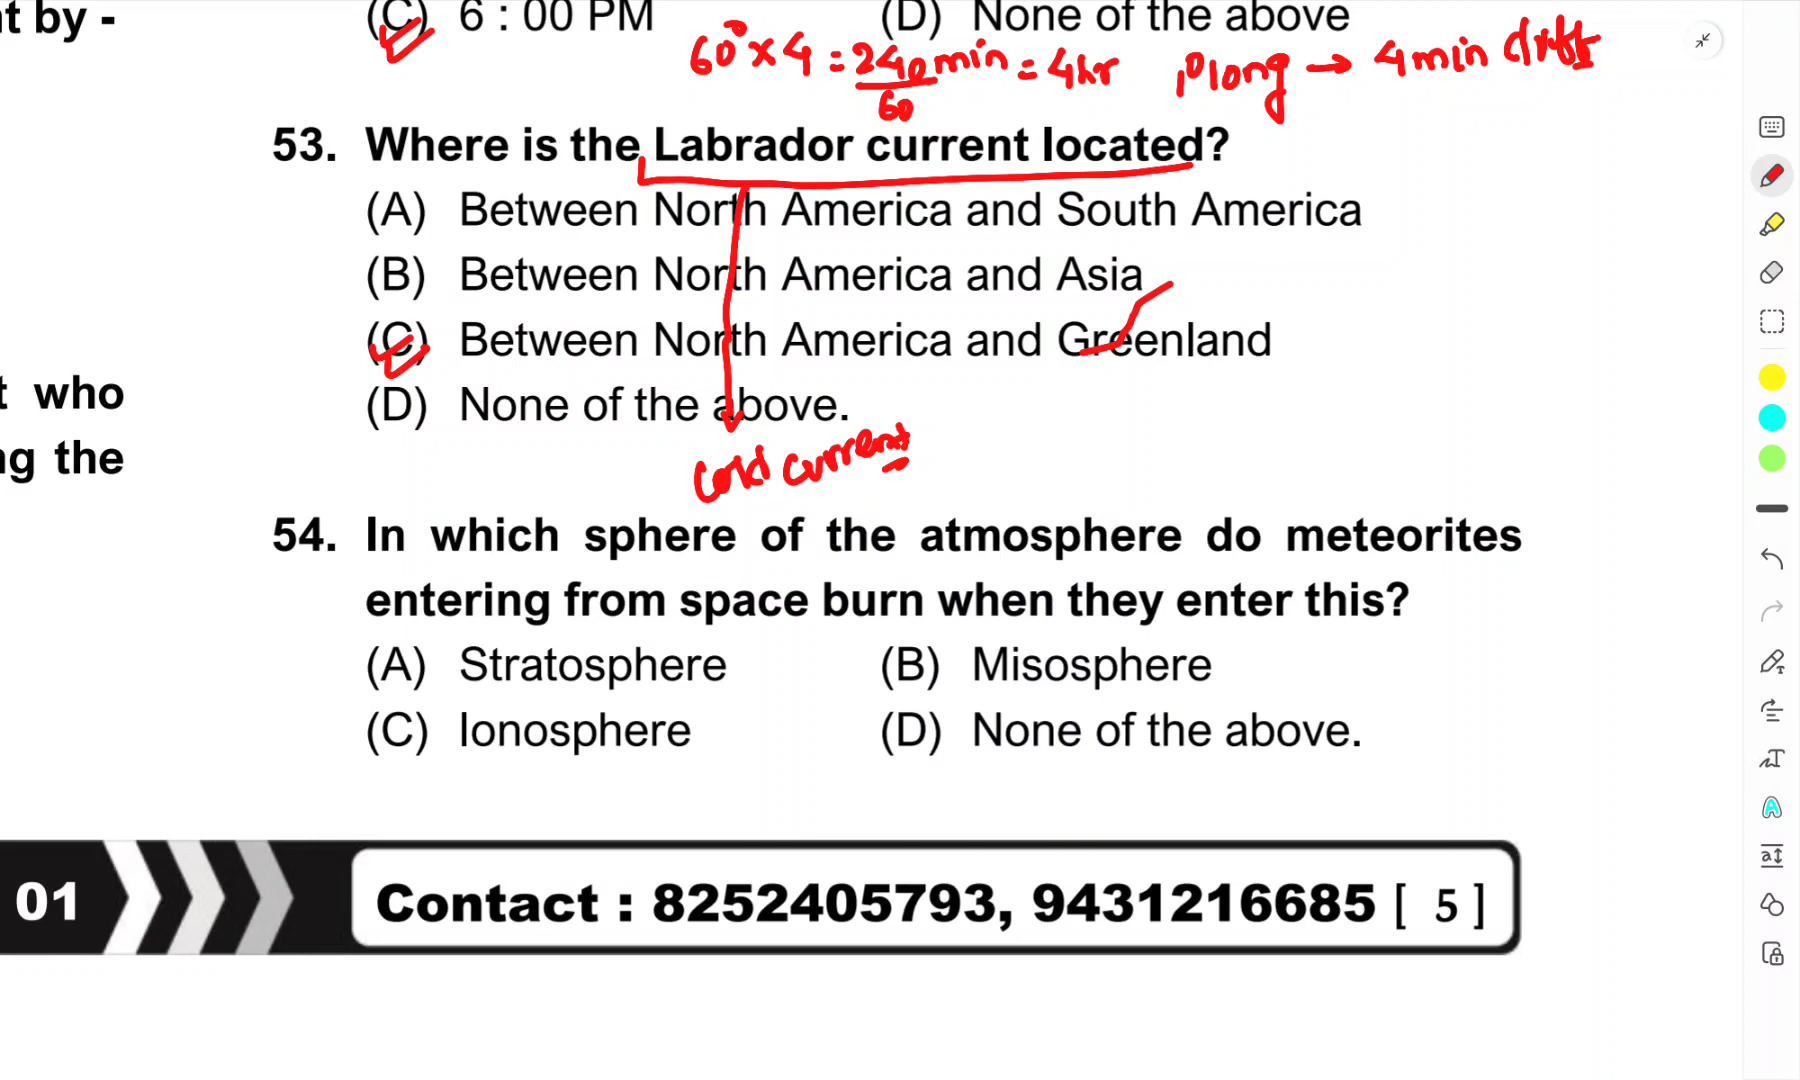 nt by -
(C) 6 : 00 PM (D) None of the above
60° x 4 = 240 min = 4 hr 1° long → 4 min drift
60
53. Where is the Labrador current located?
(A) Between North America and South America
(B) Between North America and Asia
(C) Between North America and Greenland
t who
(D) None of the above.
ng the
Cold current
54. In which sphere of the atmosphere do meteorites
entering from space burn when they enter this?
(A) Stratosphere (B) Misosphere
(C) Ionosphere (D) None of the above.
01 Contact : 8252405793, 9431216685 [ 5 ]